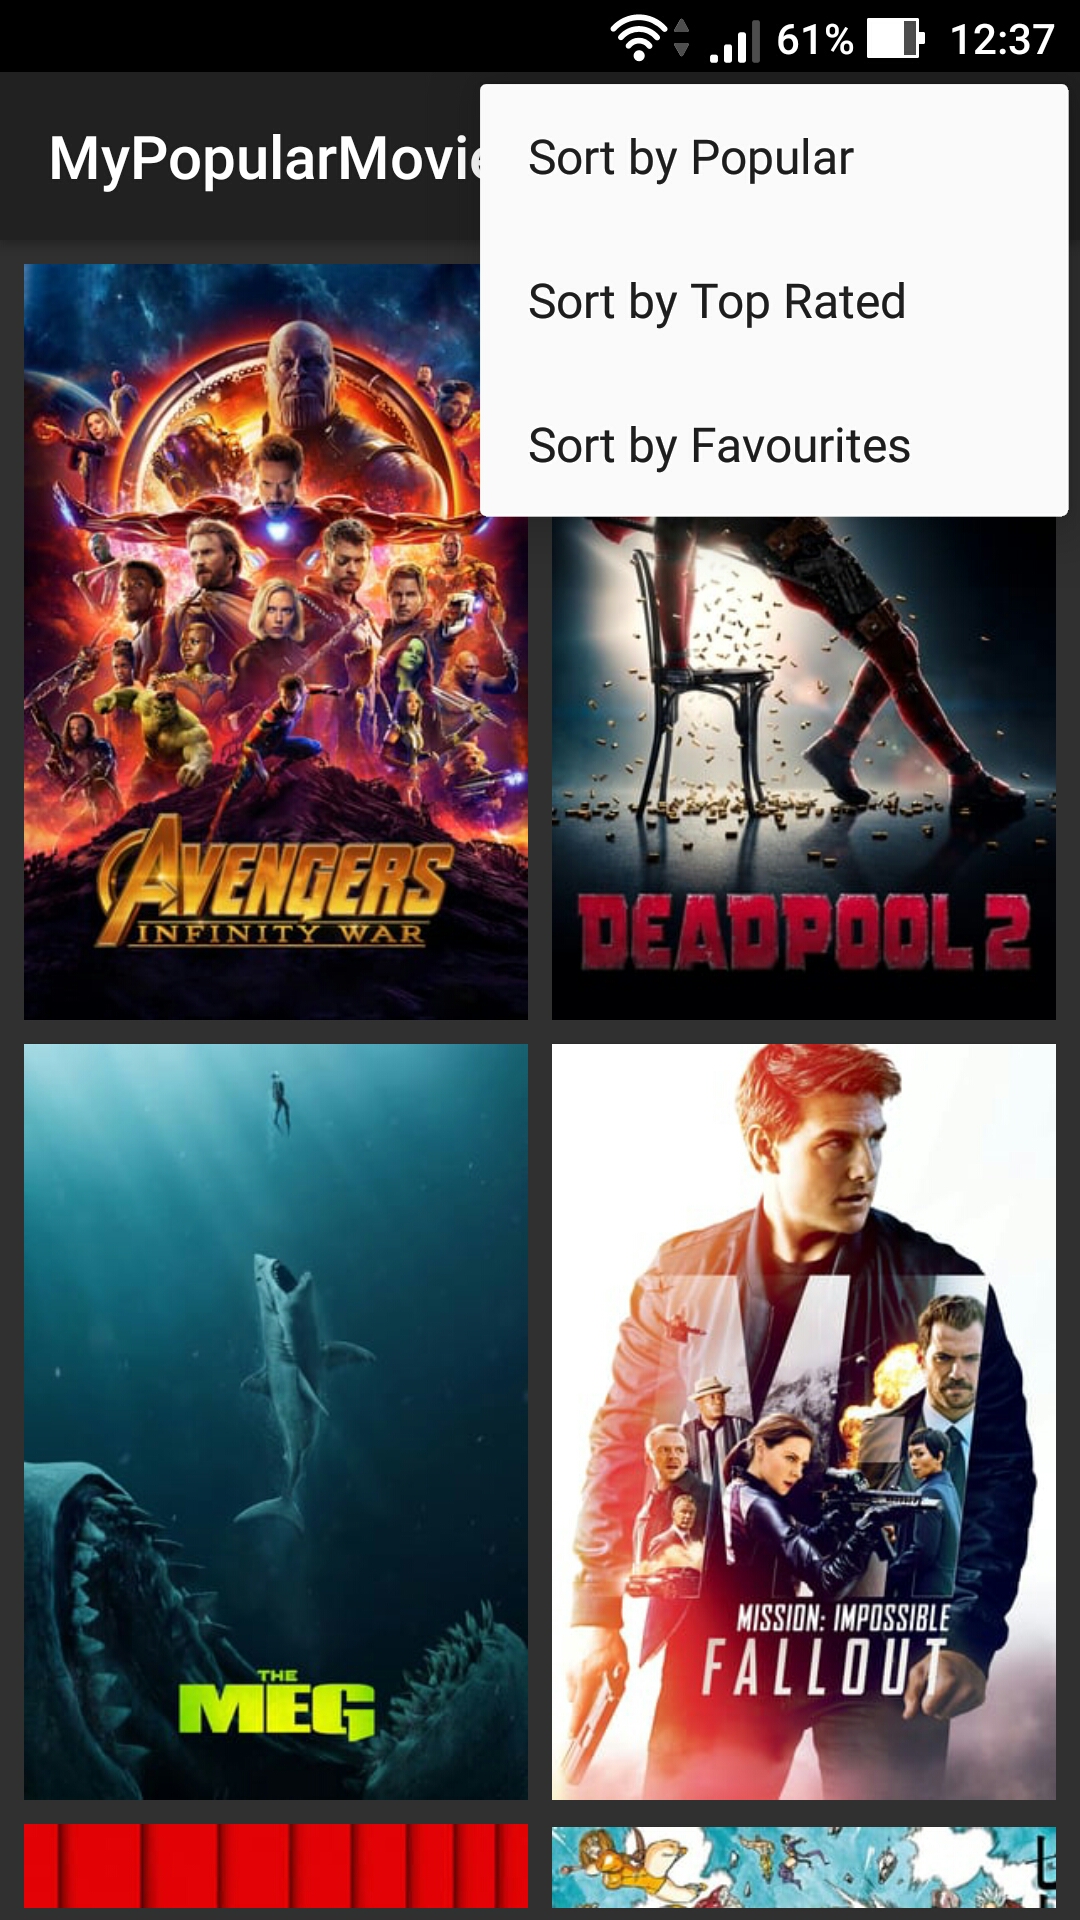 61% 12:37
MyPopularMovie
Sort by Popular
Sort by Top Rated
Sort by Favourites
AVENGERS
INFINITY WAR
DEADPOOL 2
THE
MEG
MISSION: IMPOSSIBLE
FALLOUT